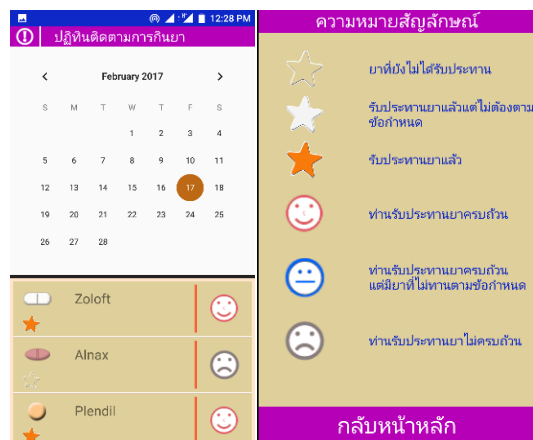 12:28 PM
ปฏิทินติดตามการกินยา
February 2017
S M T W T F S
1 2 3 4
5 6 7 8 9 10 11
12 13 14 15 16 17 18
19 20 21 22 23 24 25
26 27 28
Zoloft
Alnax
Plendil
ความหมายสัญลักษณ์
ยาที่ยังไม่ได้รับประทาน
รับประทานยาแล้วแต่ไม่ต้องตาม
ข้อกำหนด
รับประทานยาแล้ว
ท่านรับประทานยาครบถ้วน
ท่านรับประทานยาครบถ้วน
แต่มียาที่ไม่ทานตามข้อกำหนด
ท่านรับประทานยาไม่ครบถ้วน
กลับหน้าหลัก